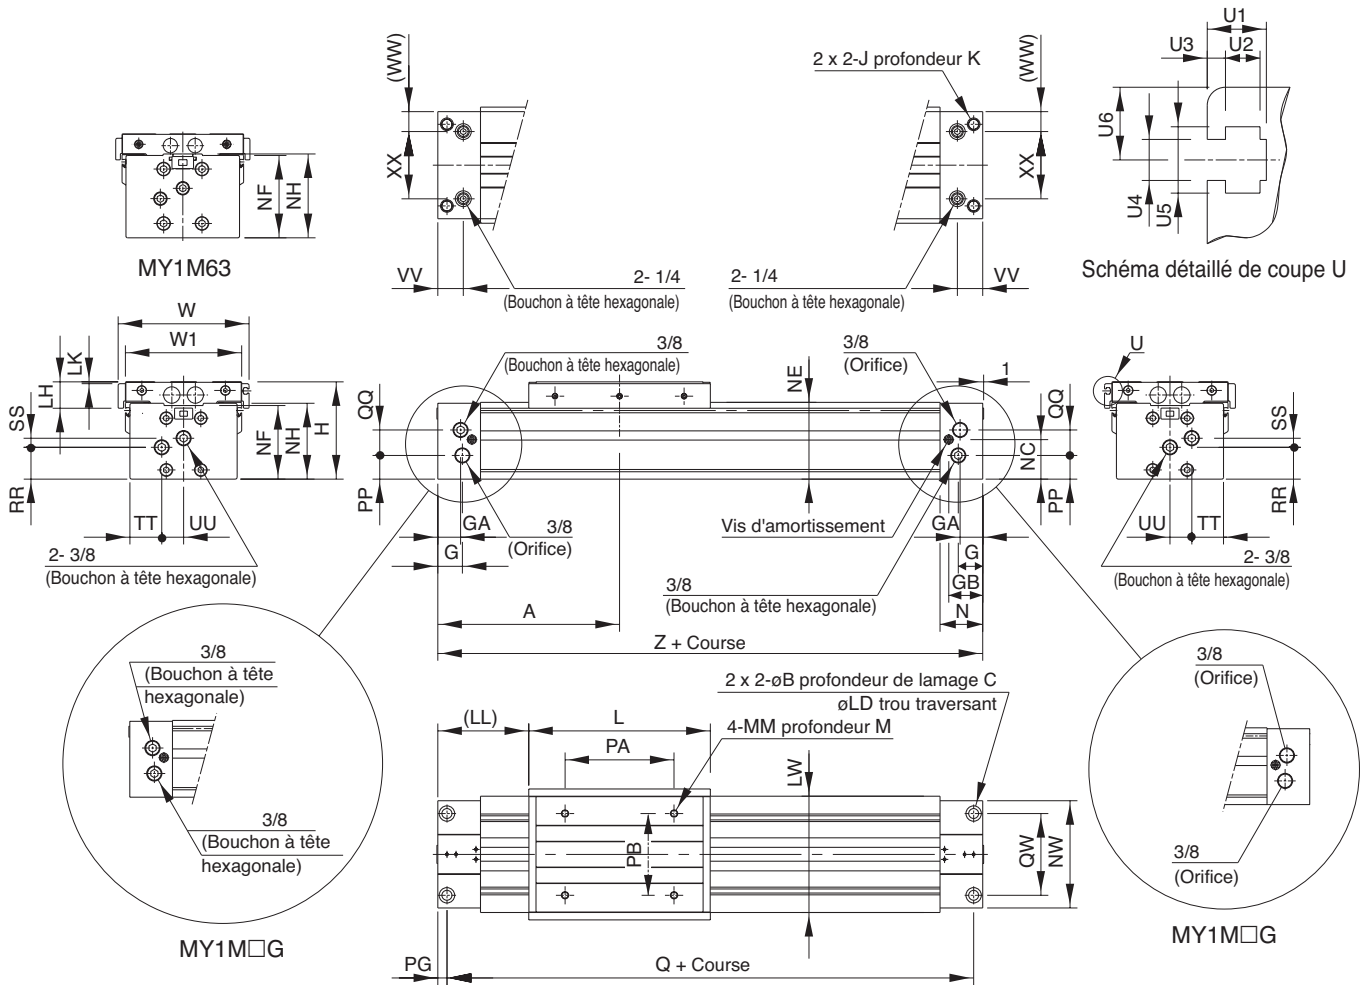 U1
U3
U2
U6
U4
U5
Schéma détaillé de coupe U
(WW)
XX
VV
2- 1/4
(Bouchon à tête hexagonale)
2 x 2-J profondeur K
(WW)
XX
2- 1/4
(Bouchon à tête hexagonale)
VV
NF
NH
MY1M63
W
W1
LK
LH
SS
RR
NF
NH
H
TT
UU
2- 3/8
(Bouchon à tête hexagonale)
3/8
(Bouchon à tête hexagonale)
3/8
(Orifice)
NE
1
QQ
PP
QQ
NC
PP
GA
G
3/8
(Orifice)
Vis d'amortissement
GA
G
GB
N
3/8
(Bouchon à tête hexagonale)
A
Z + Course
U
SS
RR
UU
TT
2- 3/8
(Bouchon à tête hexagonale)
3/8
(Bouchon à tête
hexagonale)
3/8
(Bouchon à tête
hexagonale)
MY1M□G
2 x 2-øB profondeur de lamage C
øLD trou traversant
4-MM profondeur M
(LL)
L
PA
PB
LW
QW
NW
PG
Q + Course
3/8
(Orifice)
3/8
(Orifice)
MY1M□G